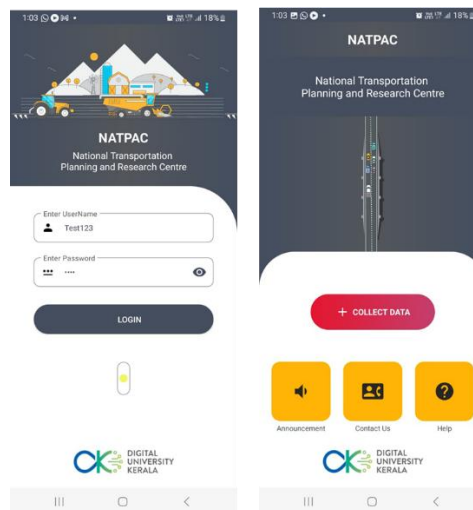 1:03
18%
NATPAC
National Transportation
Planning and Research Centre
Enter UserName
Test123
Enter Password
....
LOGIN
DIGITAL
UNIVERSITY
KERALA
1:03
18%
NATPAC
National Transportation
Planning and Research Centre
+ COLLECT DATA
Announcement
Contact Us
Help
DIGITAL
UNIVERSITY
KERALA